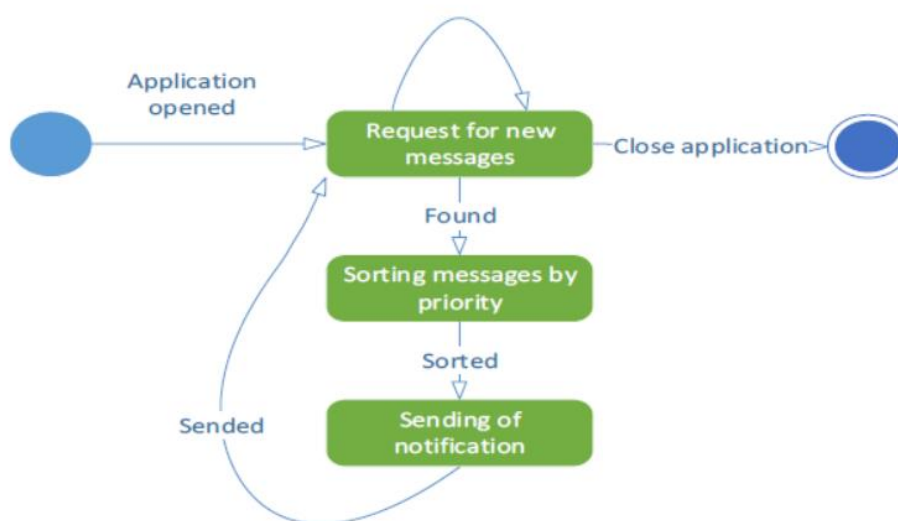 Application
opened
Request for new
messages
Close application
Found
Sorting messages by
priority
Sorted
Sended
Sending of
notification